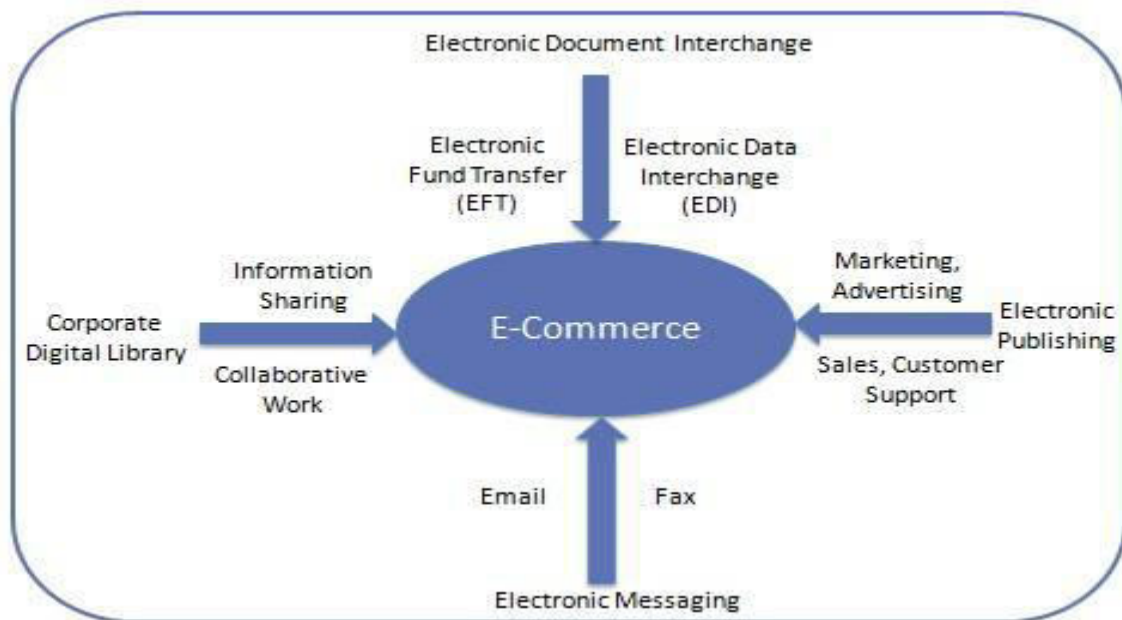 Electronic Document Interchange
Electronic
Fund Transfer
(EFT)
Electronic Data
Interchange
(EDI)
Information
Sharing
Marketing,
Advertising
Corporate
Digital Library
E-Commerce
Electronic
Publishing
Collaborative
Work
Sales, Customer
Support
Email
Fax
Electronic Messaging